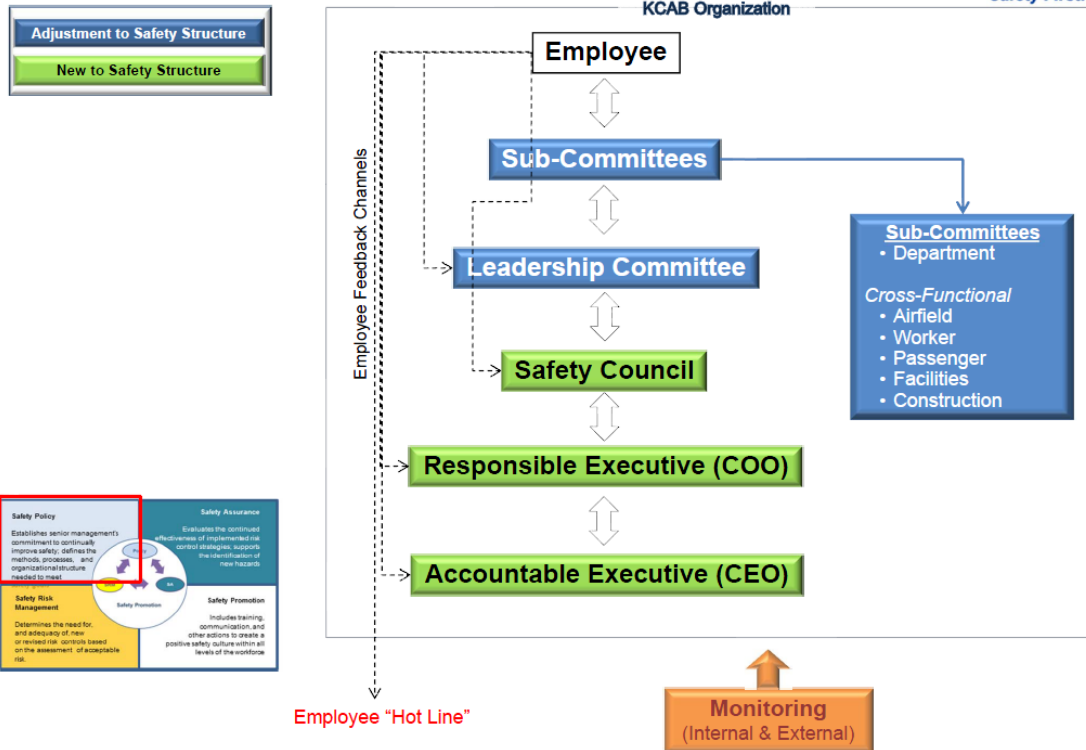 KCAB Organization
Adjustment to Safety Structure
New to Safety Structure
Employee
Sub-Committees
Leadership Committee
Safety Council
Responsible Executive (COO)
Accountable Executive (CEO)
Employee Feedback Channels
Sub-Committees
• Department
Cross-Functional
• Airfield
• Worker
• Passenger
• Facilities
• Construction
Safety Policy
Establishes senior management's
commitment to continually
improve safety; defines the
methods, processes, and
organizational structure
needed to meet
Safety Assurance
Evaluates the continued
effectiveness of implemented risk
control strategies; supports
the identification of
new hazards
Policy
SA
Safety Promotion
Safety Risk
Management
Determines the need for,
and adequacy of, new
or revised risk controls based
on the assessment of acceptable
risk.
Safety Promotion
Includes training,
communication, and
other actions to create a
positive safety culture within all
levels of the workforce
Employee “Hot Line”
Monitoring
(Internal & External)